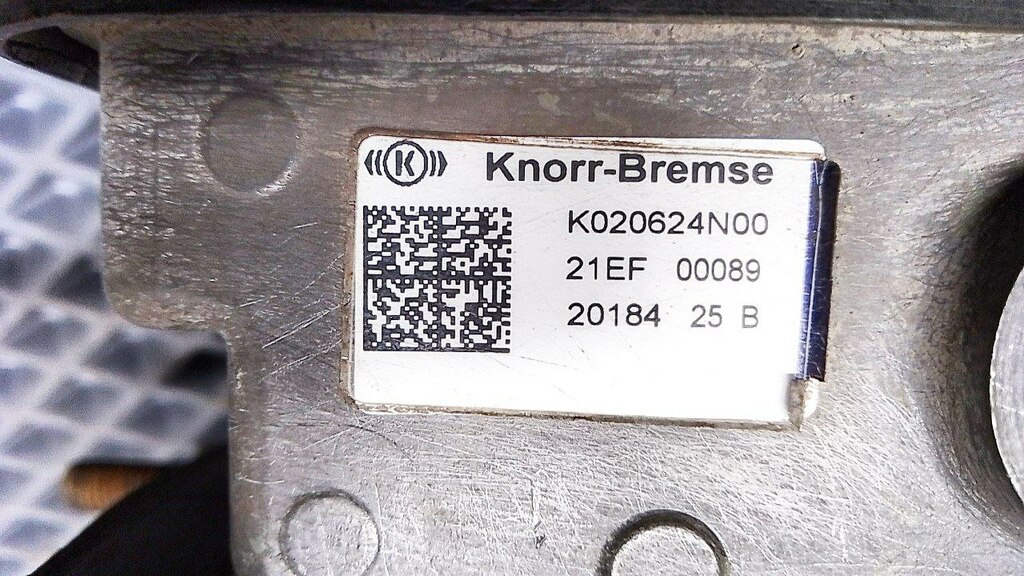 K Knorr-Bremse
K020624N00
21EF 00089
20184 25 B